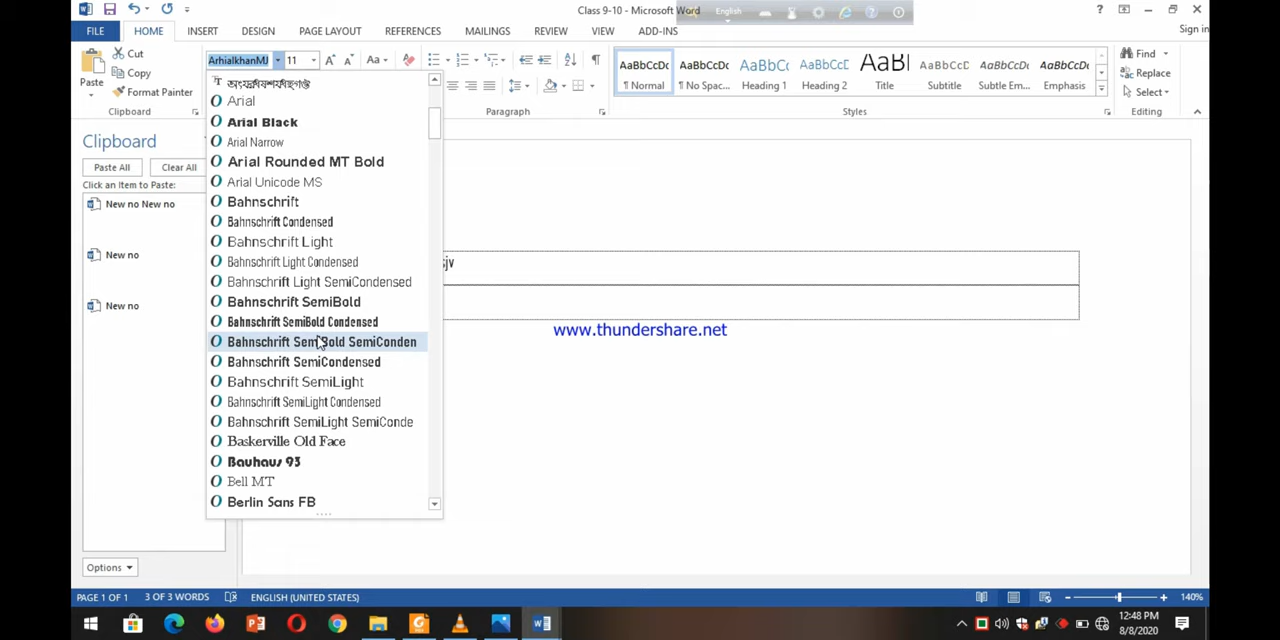 Class 9-10 - Microsoft Word
English
Sign in
FILE
HOME
INSERT
DESIGN
PAGE LAYOUT
REFERENCES
MAILINGS
REVIEW
VIEW
ADD-INS
Paste
Cut
Copy
Format Painter
Clipboard
ArhialkhanMJ
11
Aa
Paragraph
AaBbCcDc
¶ Normal
AaBbCcDc
¶ No Spac...
AaBbCc
Heading 1
AaBbCcC
Heading 2
AaBl
Title
AaBbCcC
Subtitle
AaBbCcDc
Subtle Em...
AaBbCcDc
Emphasis
Styles
Find
Replace
Select
Editing
Clipboard
Paste All
Clear All
Click an Item to Paste:
New no New no
New no
New no
Options
Arial
Arial Black
Arial Narrow
Arial Rounded MT Bold
Arial Unicode MS
Bahnschrift
Bahnschrift Condensed
Bahnschrift Light
Bahnschrift Light Condensed
Bahnschrift Light SemiCondensed
Bahnschrift SemiBold
Bahnschrift SemiBold Condensed
Bahnschrift SemiBold SemiConden
Bahnschrift SemiCondensed
Bahnschrift SemiLight
Bahnschrift SemiLight Condensed
Bahnschrift SemiLight SemiConde
Baskerville Old Face
Bauhaus 93
Bell MT
Berlin Sans FB
www.thundershare.net
PAGE 1 OF 1
3 OF 3 WORDS
ENGLISH (UNITED STATES)
140%
12:48 PM
8/8/2020